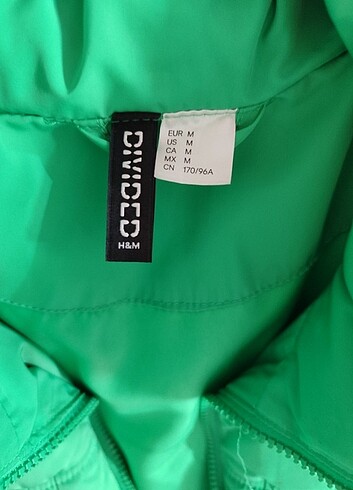 DIVIDED
H&M
EUR M
US M
CA M
MX M
CN 170/96A